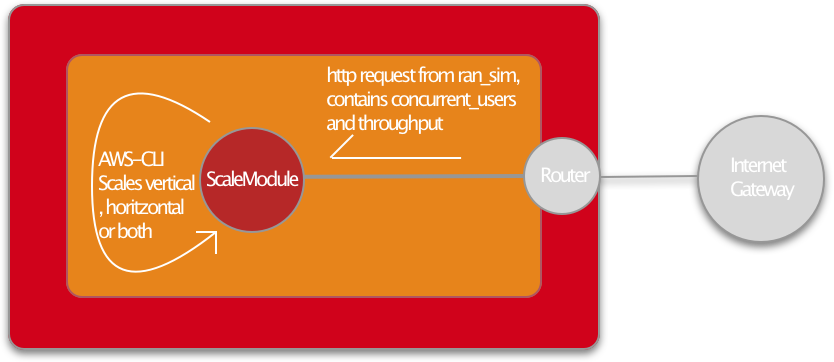 http request from ran_sim,
contains concurrent_users
and throughput
AWS–CLI
Scales vertical
, horitzontal
or both
ScaleModule
Router
Internet
Gateway